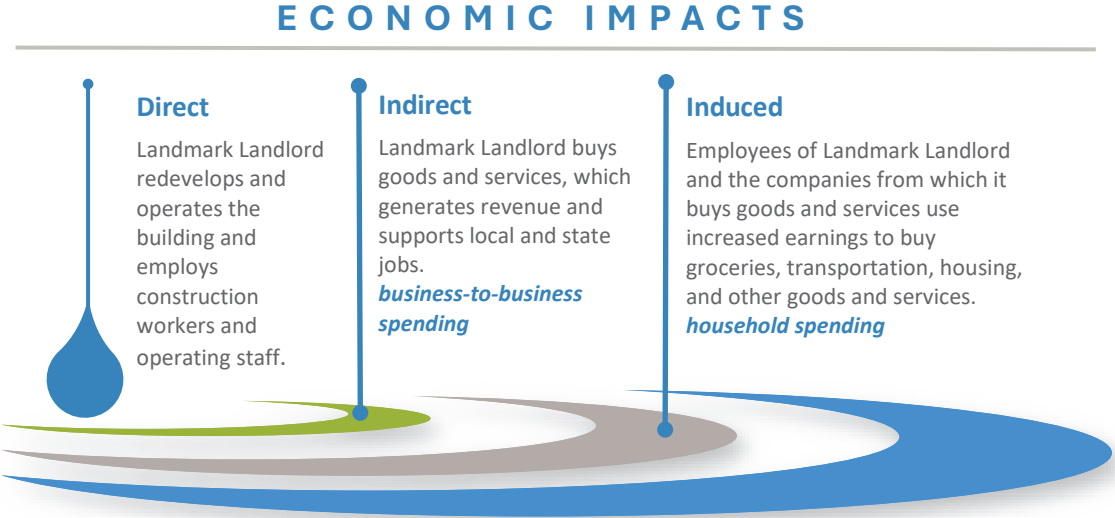 ECONOMIC IMPACTS
Direct
Landmark Landlord
redevelops and
operates the
building and
employs
construction
workers and
operating staff.
Indirect
Landmark Landlord buys
goods and services, which
generates revenue and
supports local and state
jobs.
business-to-business
spending
Induced
Employees of Landmark Landlord
and the companies from which it
buys goods and services use
increased earnings to buy
groceries, transportation, housing,
and other goods and services.
household spending